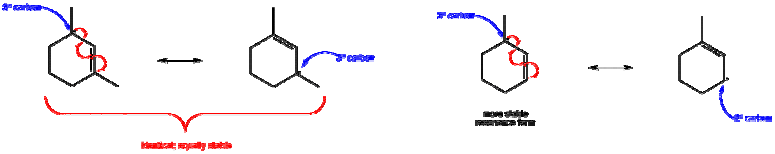 3° carbon
3° carbon
identical; equally stable
3° carbon
more stable
resonance form
2° carbon